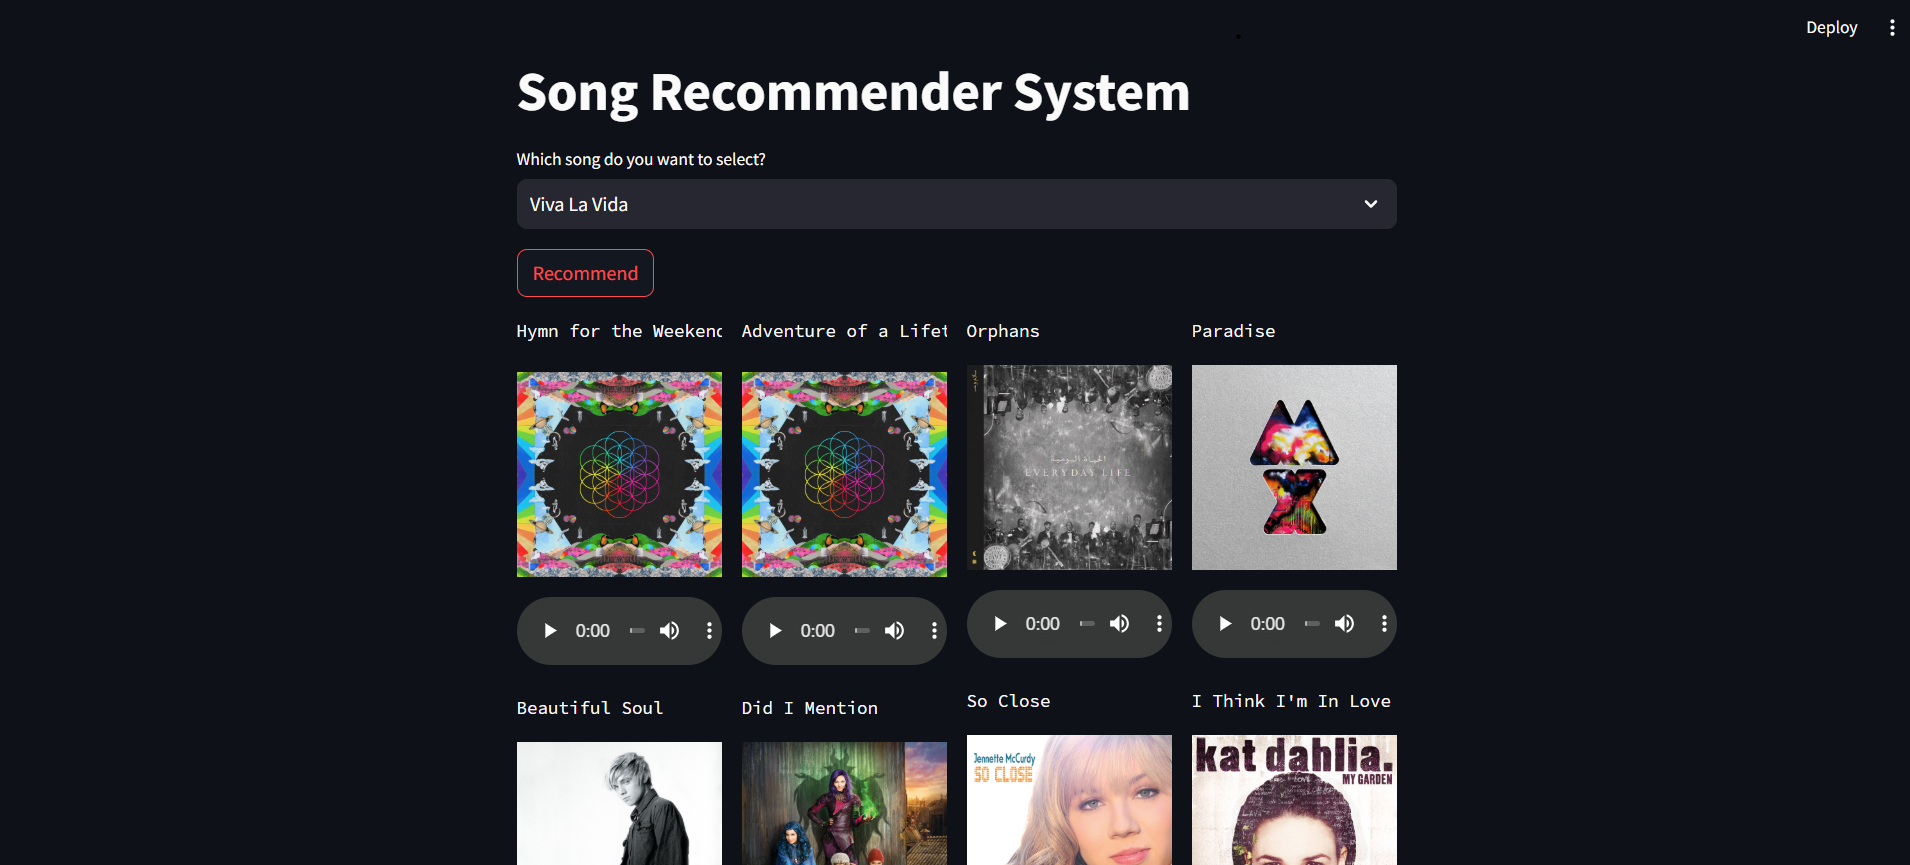 Deploy
Song Recommender System
Which song do you want to select?
Viva La Vida
Recommend
Hymn for the Weekend
Adventure of a Lifet
Orphans
Paradise
EVERYDAY LIFE
0:00
0:00
0:00
0:00
Beautiful Soul
Did I Mention
So Close
I Think I'm In Love
Jennette McCurdy
SO CLOSE
kat dahlia.
MY GARDEN